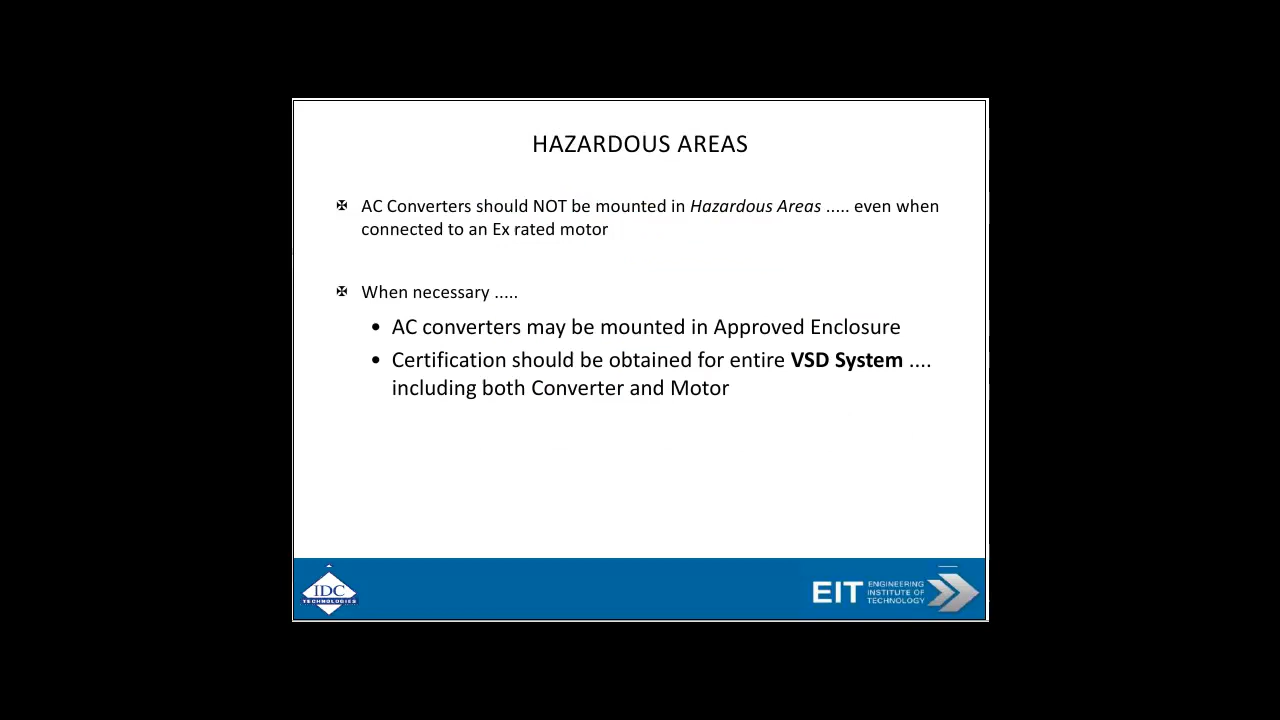 HAZARDOUS AREAS
AC Converters should NOT be mounted in Hazardous Areas ..... even when
connected to an Ex rated motor
When necessary .....
• AC converters may be mounted in Approved Enclosure
• Certification should be obtained for entire VSD System ....
including both Converter and Motor
IDC
TECHNOLOGIES
EIT
ENGINEERING
INSTITUTE OF
TECHNOLOGY